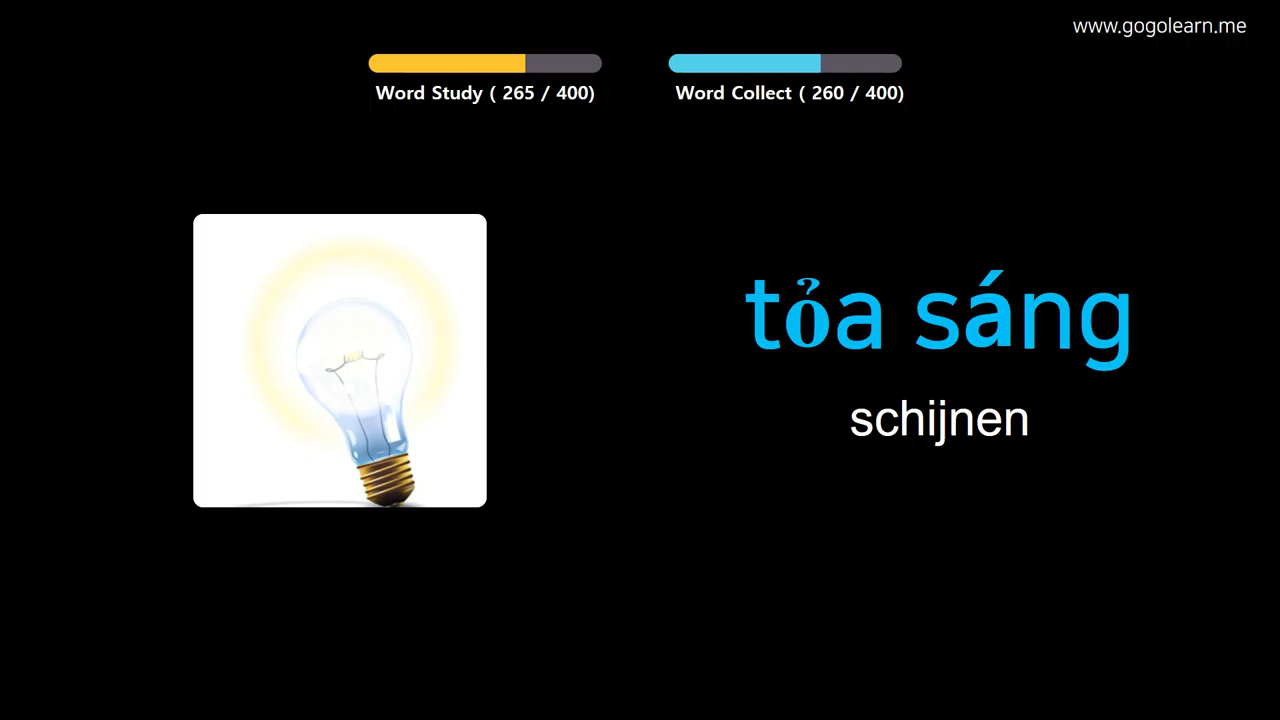 www.gogolearn.me
Word Study ( 265 / 400)
Word Collect ( 260 / 400)
tỏa sáng
schijnen